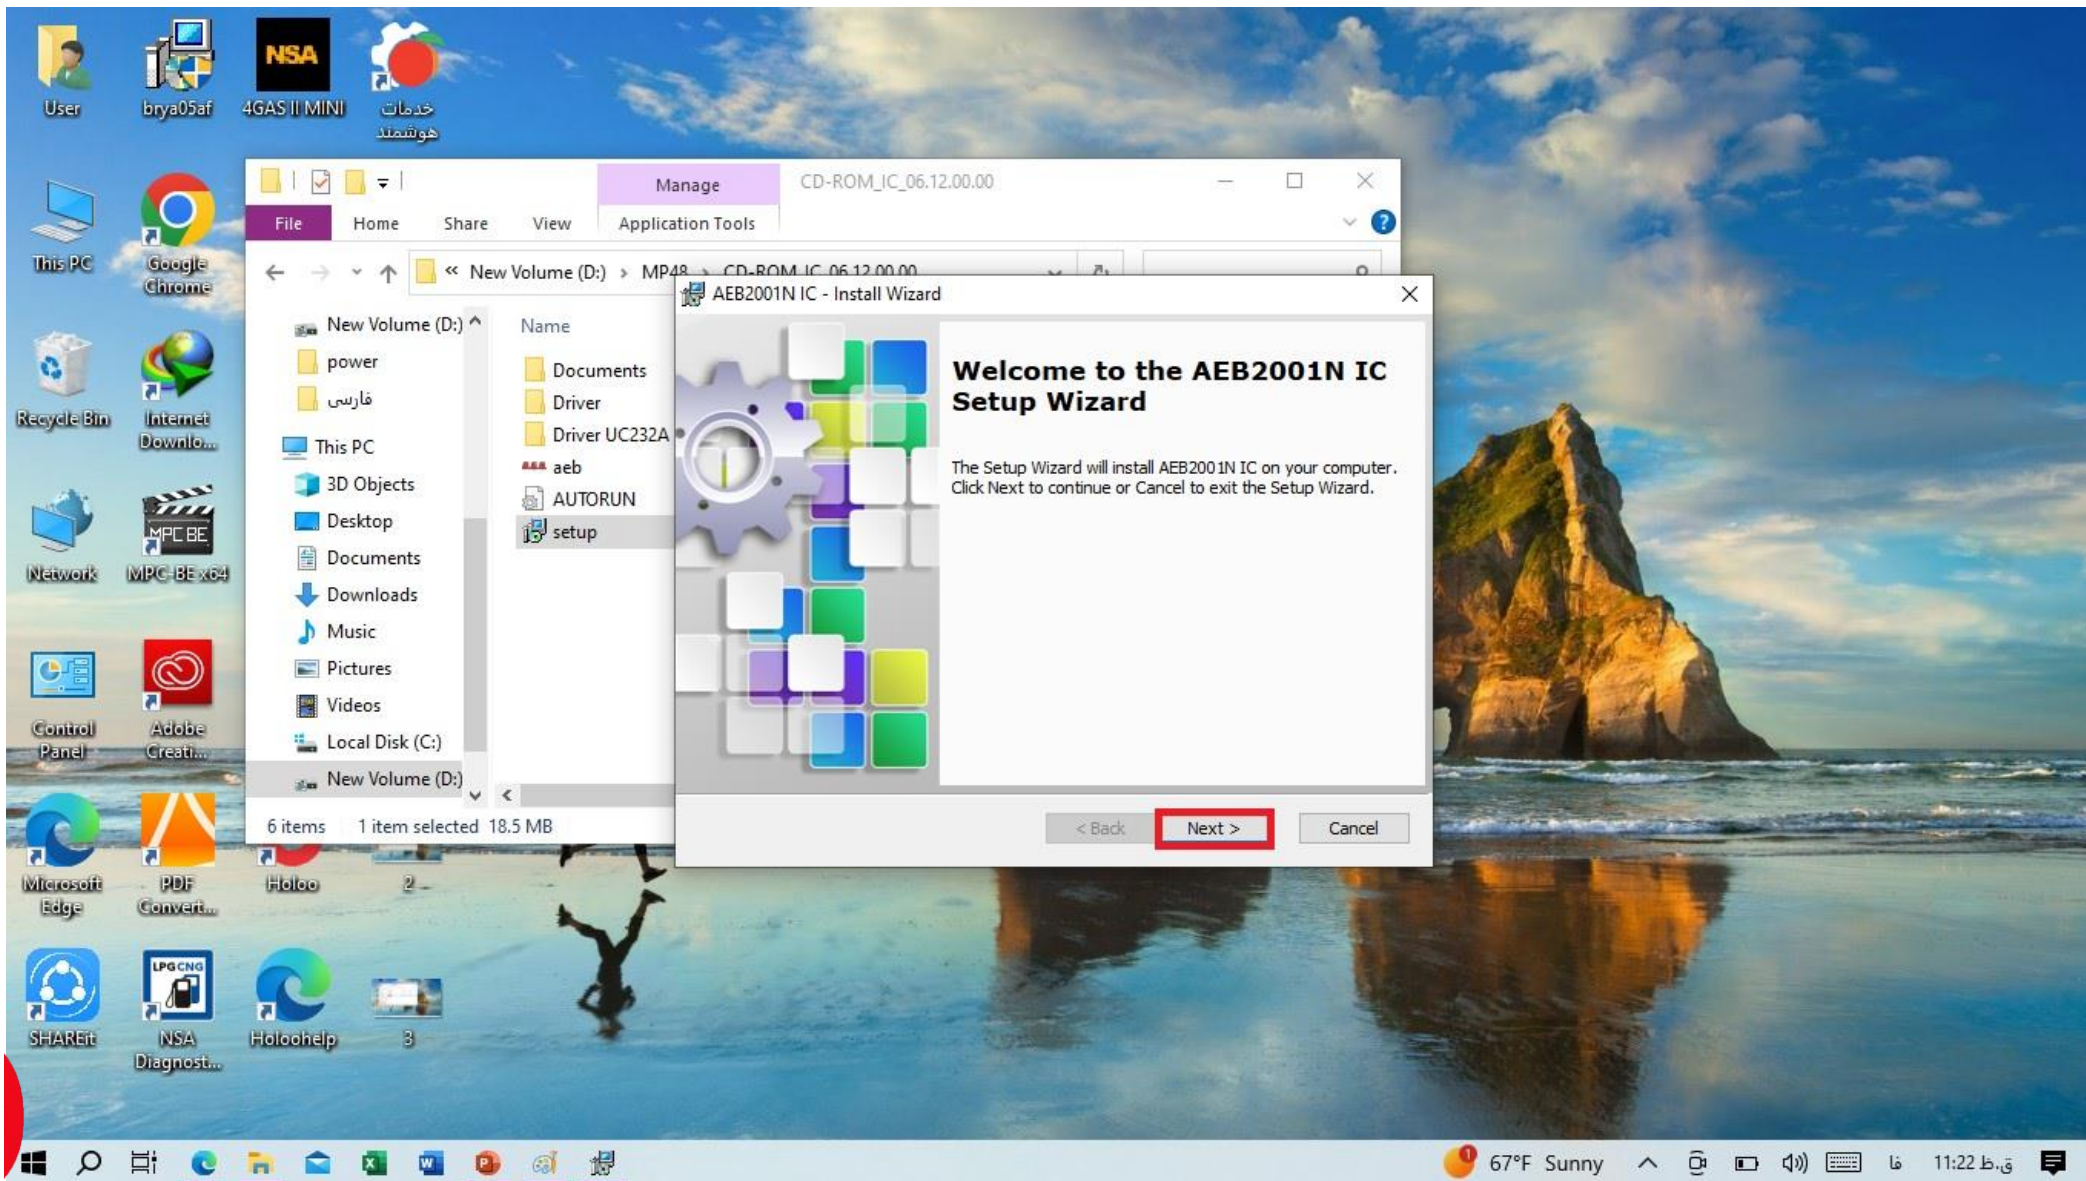 NSA
User
brya05af
4GAS II MINI
خدمات
هوشمند
Manage
CD-ROM_IC_06.12.00.00
File
Home
Share
View
Application Tools
This PC
Google
Chrome
« New Volume (D:) › MP48 › CD-ROM_IC_06.12.00.00
AEB2001N IC - Install Wizard
New Volume (D:)
power
فارسی
This PC
3D Objects
Desktop
Documents
Downloads
Music
Pictures
Videos
Local Disk (C:)
New Volume (D:)
Name
Documents
Driver
Driver UC232A
aeb
AUTORUN
setup
Welcome to the AEB2001N IC
Setup Wizard
The Setup Wizard will install AEB2001N IC on your computer.
Click Next to continue or Cancel to exit the Setup Wizard.
< Back
Next >
Cancel
6 items
1 item selected 18.5 MB
Recycle Bin
Internet
Downlo...
MPC BE
Network
MPC-BE x64
Control
Panel
Adobe
Creati...
Microsoft
Edge
PDF
Convert...
Holoo
2
LPG CNG
SHAREit
NSA
Diagnost...
Holoohelp
3
67°F Sunny
فا
11:22 ق.ظ